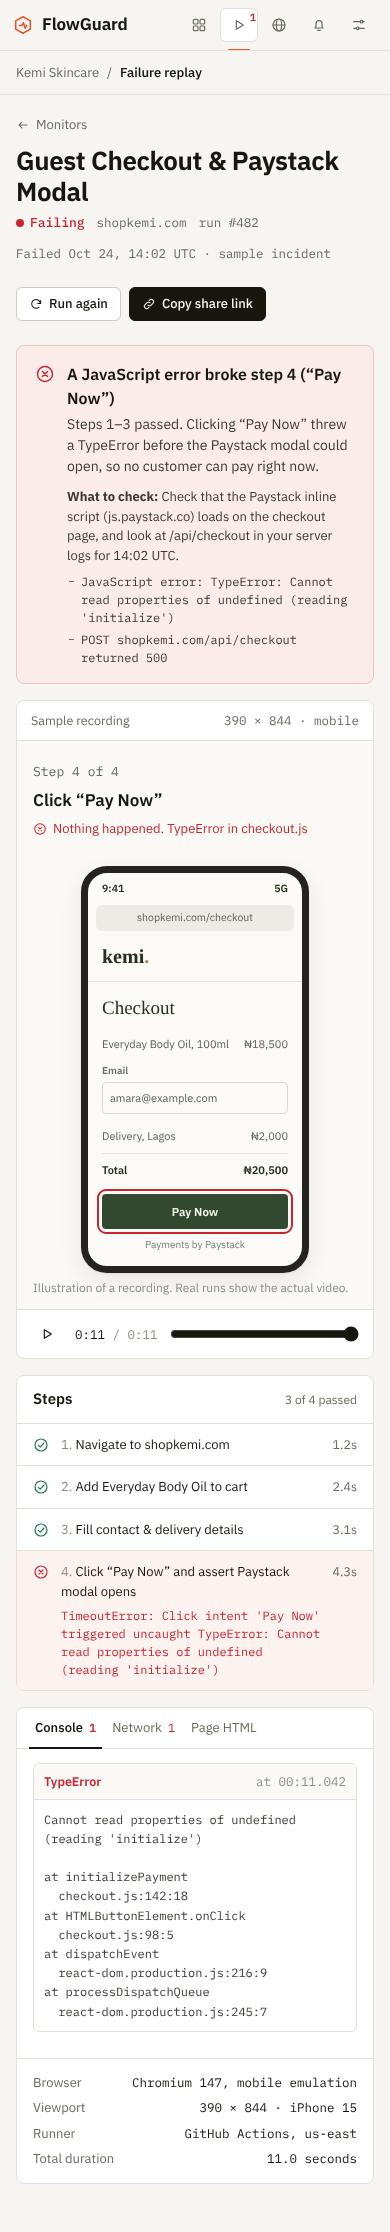 FlowGuard
1
Kemi Skincare / Failure replay
← Monitors
Guest Checkout & Paystack
Modal
Failing shopkemi.com run #482
Failed Oct 24, 14:02 UTC · sample incident
Run again
Copy share link
A JavaScript error broke step 4 (“Pay
Now”)
Steps 1–3 passed. Clicking “Pay Now” threw
a TypeError before the Paystack modal could
open, so no customer can pay right now.
What to check: Check that the Paystack inline
script (js.paystack.co) loads on the checkout
page, and look at /api/checkout in your server
logs for 14:02 UTC.
– JavaScript error: TypeError: Cannot
read properties of undefined (reading
'initialize')
– POST shopkemi.com/api/checkout
returned 500
Sample recording 390 × 844 · mobile
Step 4 of 4
Click “Pay Now”
Nothing happened. TypeError in checkout.js
9:41 5G
shopkemi.com/checkout
kemi.
Checkout
Everyday Body Oil, 100ml ₦18,500
Email
amara@example.com
Delivery, Lagos ₦2,000
Total ₦20,500
Pay Now
Payments by Paystack
Illustration of a recording. Real runs show the actual video.
0:11 / 0:11
Steps 3 of 4 passed
1. Navigate to shopkemi.com 1.2s
2. Add Everyday Body Oil to cart 2.4s
3. Fill contact & delivery details 3.1s
4. Click “Pay Now” and assert Paystack 4.3s
modal opens
TimeoutError: Click intent 'Pay Now'
triggered uncaught TypeError: Cannot
read properties of undefined
(reading 'initialize')
Console 1 Network 1 Page HTML
TypeError at 00:11.042
Cannot read properties of undefined
(reading 'initialize')
at initializePayment
checkout.js:142:18
at HTMLButtonElement.onClick
checkout.js:98:5
at dispatchEvent
react-dom.production.js:216:9
at processDispatchQueue
react-dom.production.js:245:7
Browser Chromium 147, mobile emulation
Viewport 390 × 844 · iPhone 15
Runner GitHub Actions, us-east
Total duration 11.0 seconds